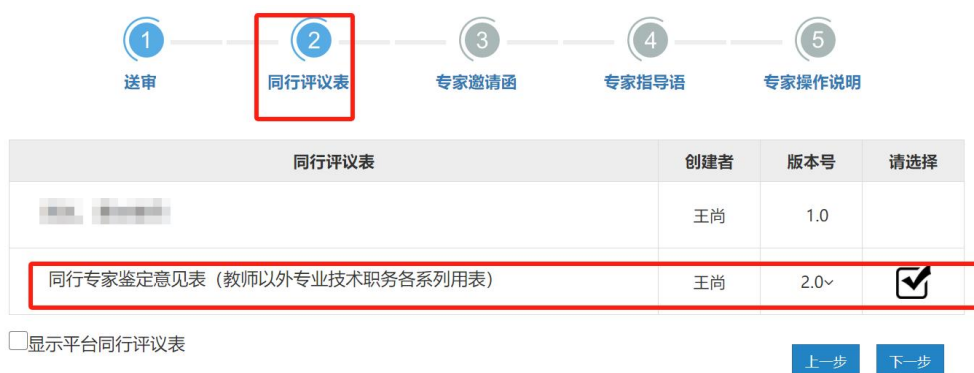 1 2 3 4 5
送审 同行评议表 专家邀请函 专家指导语 专家操作说明
同行评议表 创建者 版本号 请选择
王尚 1.0
同行专家鉴定意见表（教师以外专业技术职务各系列用表） 王尚 2.0
显示平台同行评议表
上一步 下一步